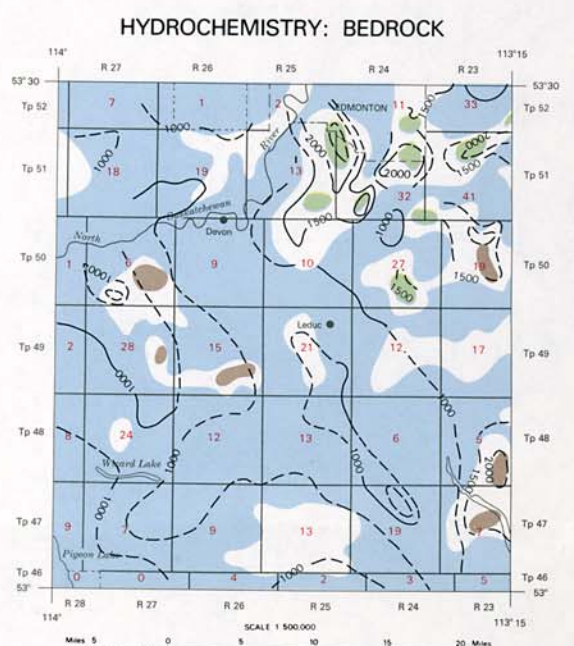 HYDROCHEMISTRY: BEDROCK
114° 113° 15
R 27 R 26 R 25 R 24 R 23
53° 30 53° 30
Tp 52 7 1 2 EDMONTON 11 1500 33 Tp 52
1000 River 2000 2000
Tp 51 1000 18 19 13 2000 1500 Tp 51
32 41
Saskatchewan 1500 1000
North Devon
Tp 50 1 1000 6 9 10 27 1500 1500 19 Tp 50
Leduc
Tp 49 2 28 15 21 12 17 Tp 49
1000 1000
Tp 48 8 24 12 13 6 5 Tp 48
Wizard Lake 1000 1000 1500 2000
Tp 47 9 1000 7 9 13 19 7 Tp 47
Pigeon Lake
Tp 46 0 0 4 1000 2 3 5 Tp 46
53° 53°
R 28 R 27 R 26 R 25 R 24 R 23
114° 113° 15
SCALE 1 500,000
Miles 5 0 5 10 15 20 Miles